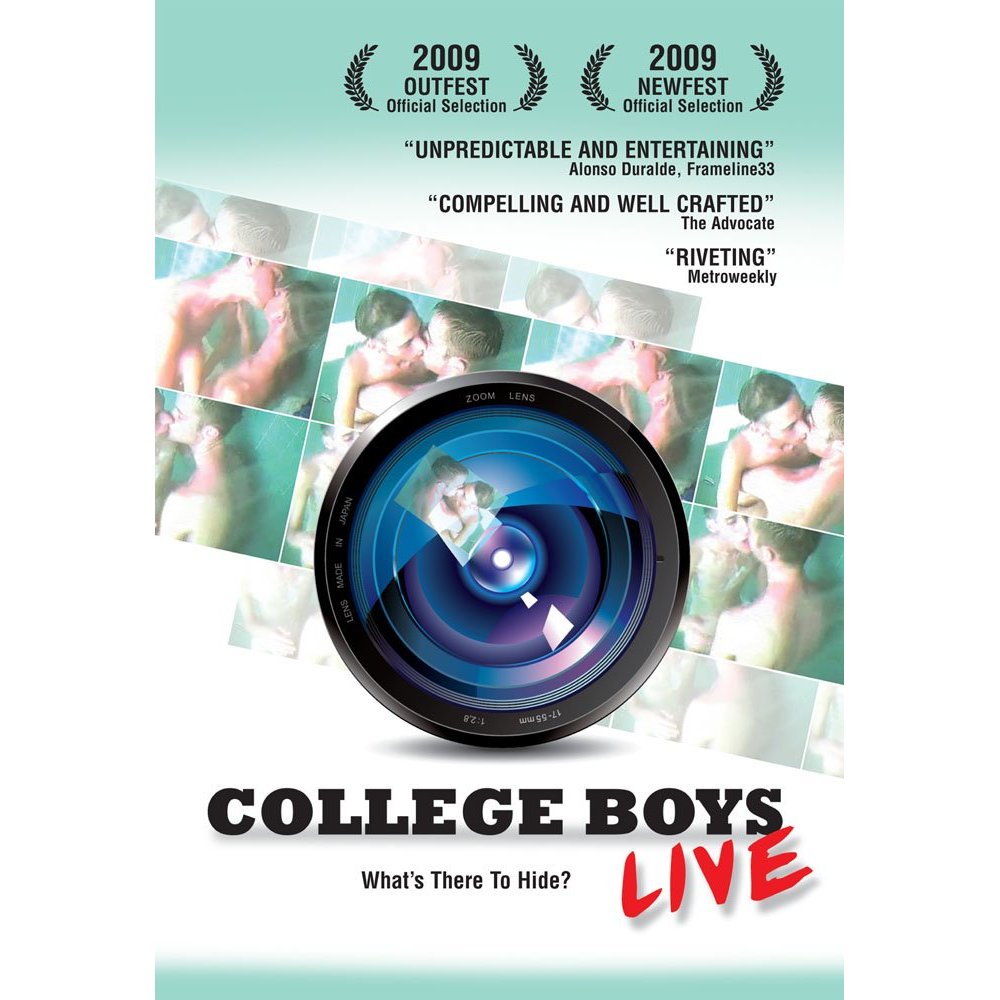 2009
OUTFEST
Official Selection
2009
NEWFEST
Official Selection
“UNPREDICTABLE AND ENTERTAINING”
Alonso Duralde, Frameline33
“COMPELLING AND WELL CRAFTED”
The Advocate
“RIVETING”
Metroweekly
ZOOM LENS
LENS MADE IN JAPAN
1:2.8
17-55mm
COLLEGE BOYS
LIVE
What's There To Hide?